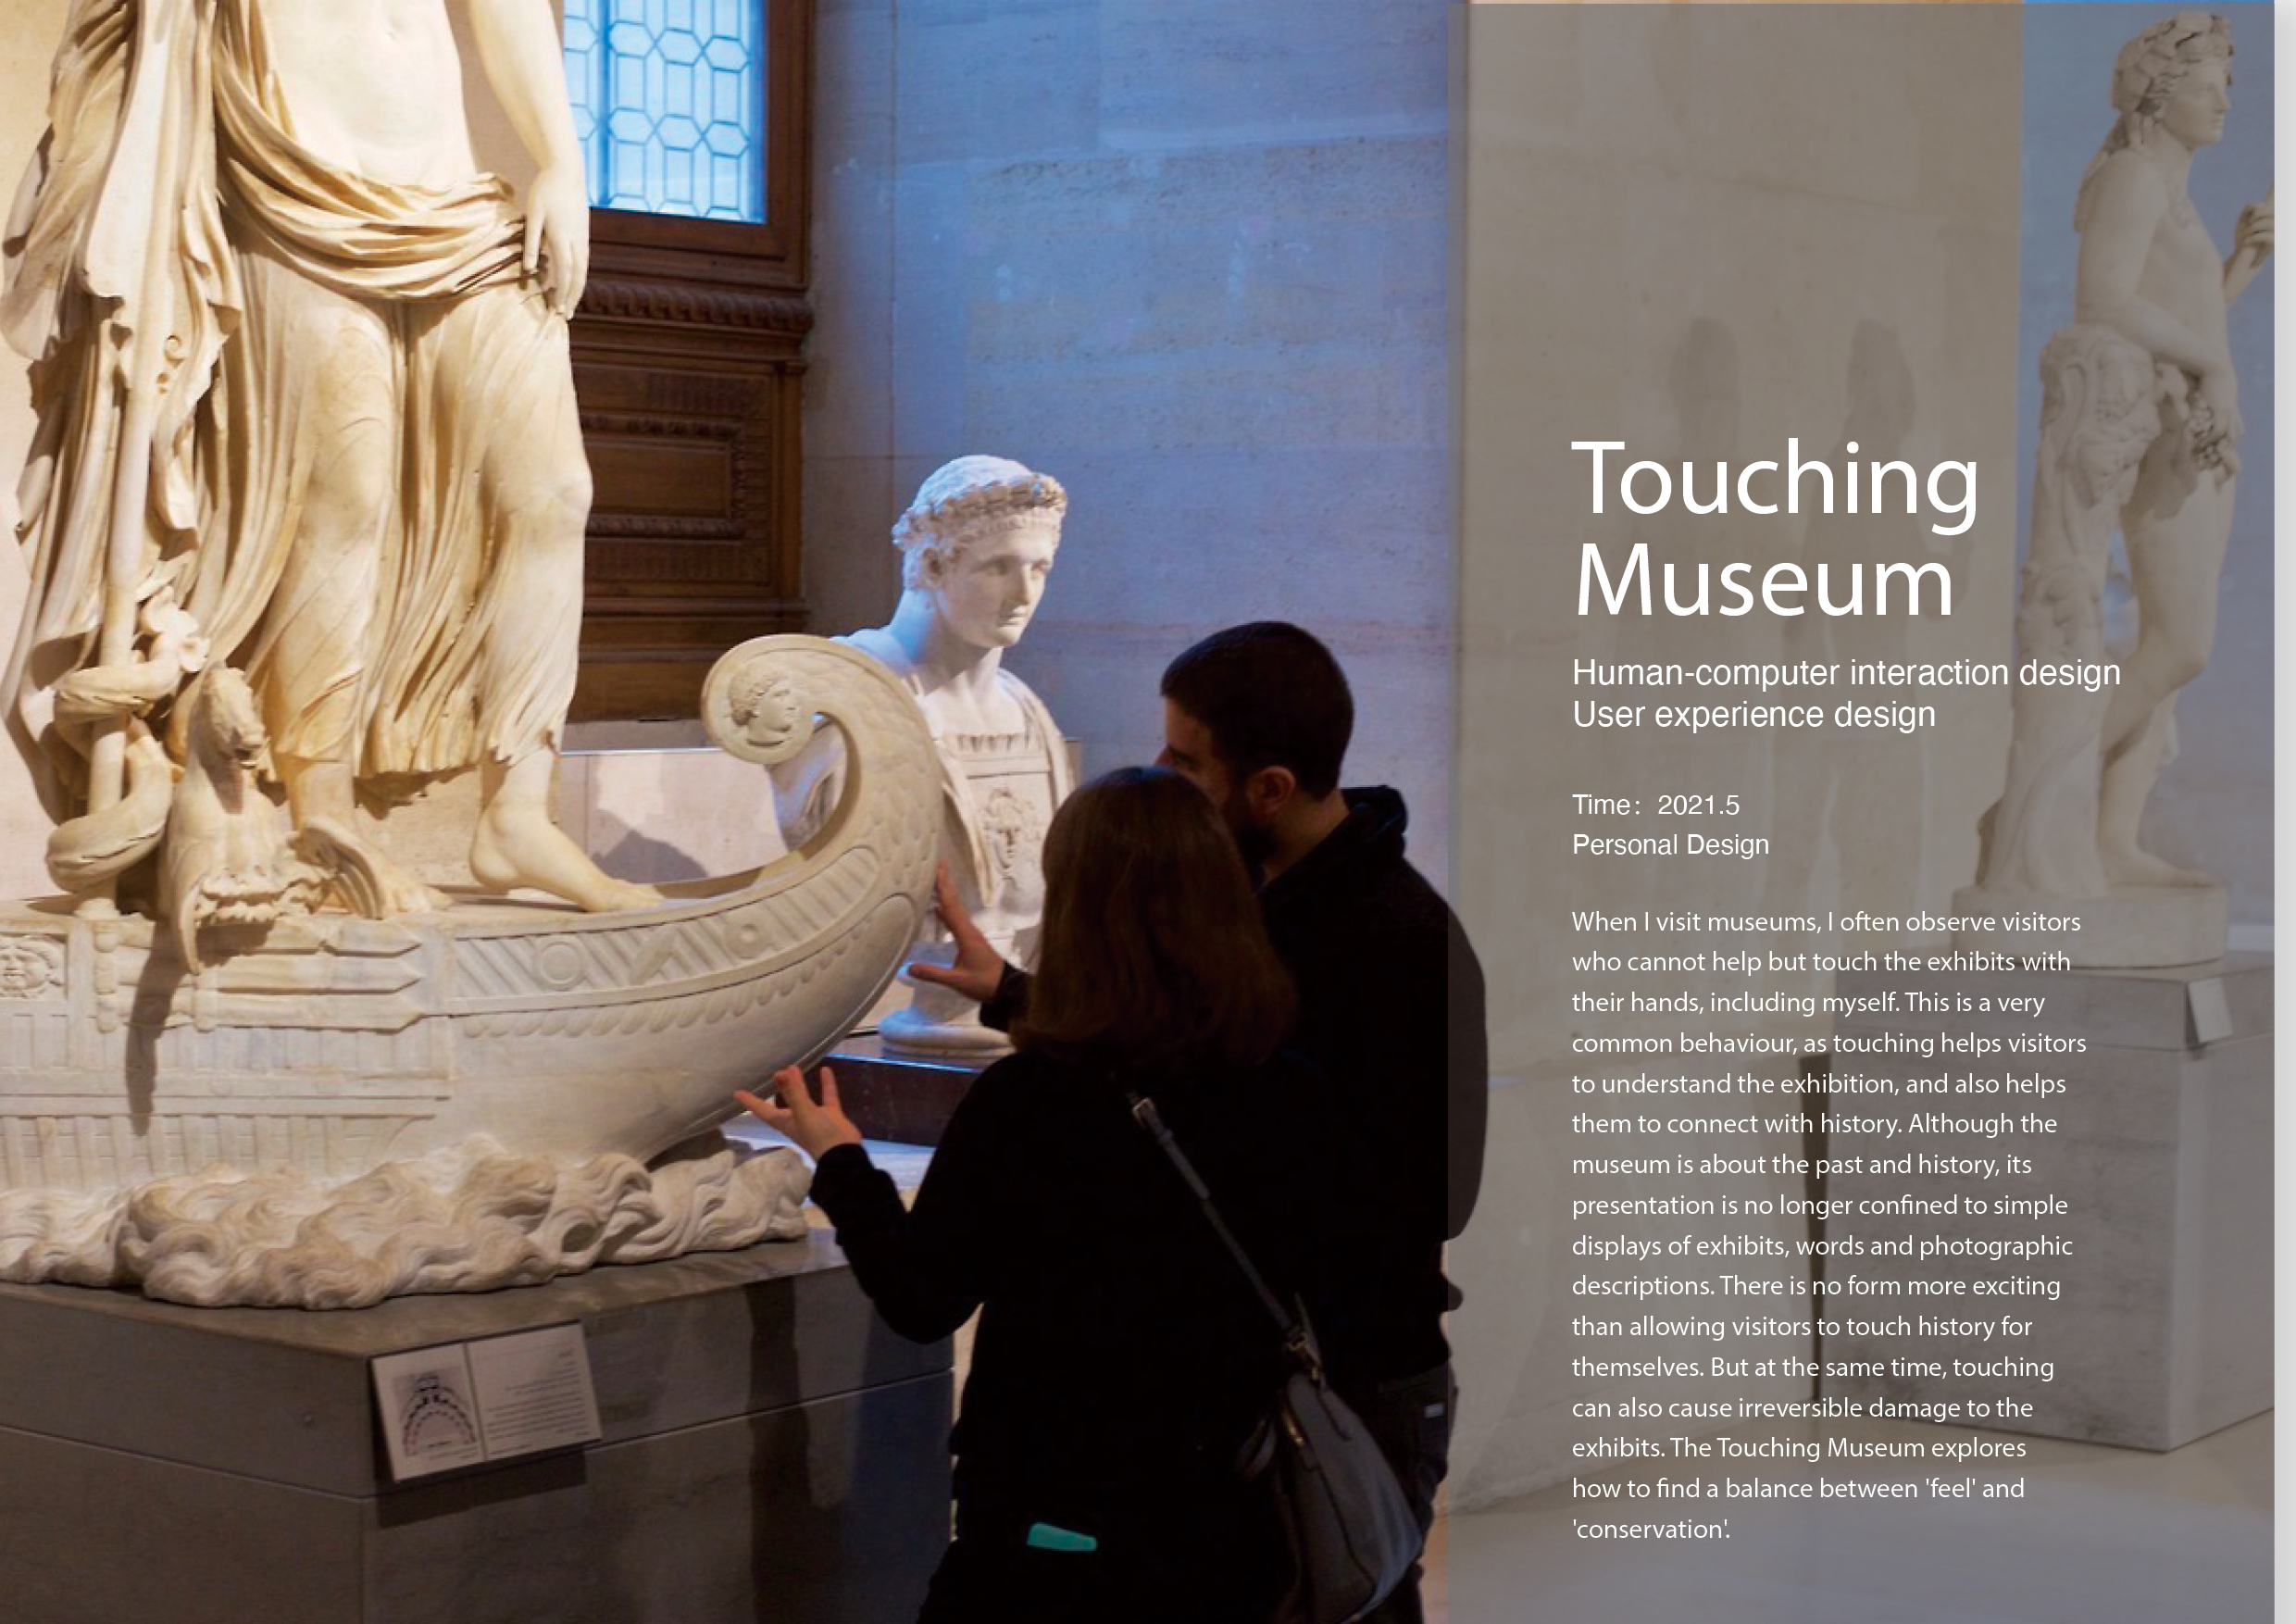 Touching
Museum
Human-computer interaction design
User experience design
Time： 2021.5
Personal Design
When I visit museums, I often observe visitors
who cannot help but touch the exhibits with
their hands, including myself. This is a very
common behaviour, as touching helps visitors
to understand the exhibition, and also helps
them to connect with history. Although the
museum is about the past and history, its
presentation is no longer confined to simple
displays of exhibits, words and photographic
descriptions. There is no form more exciting
than allowing visitors to touch history for
themselves. But at the same time, touching
can also cause irreversible damage to the
exhibits. The Touching Museum explores
how to find a balance between 'feel' and
'conservation'.